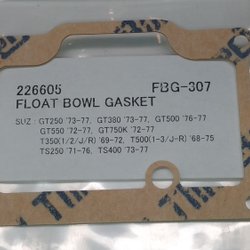 226605 FBG-307
FLOAT BOWL GASKET
SUZ : GT250 '73-77, GT380 '73-77, GT500 '76-77
GT550 '72-77, GT750K '72-77
T350(1/2/J/R) '69-72, T500(1-3/J-R) '68-75
TS250 '71-76, TS400 '73-77